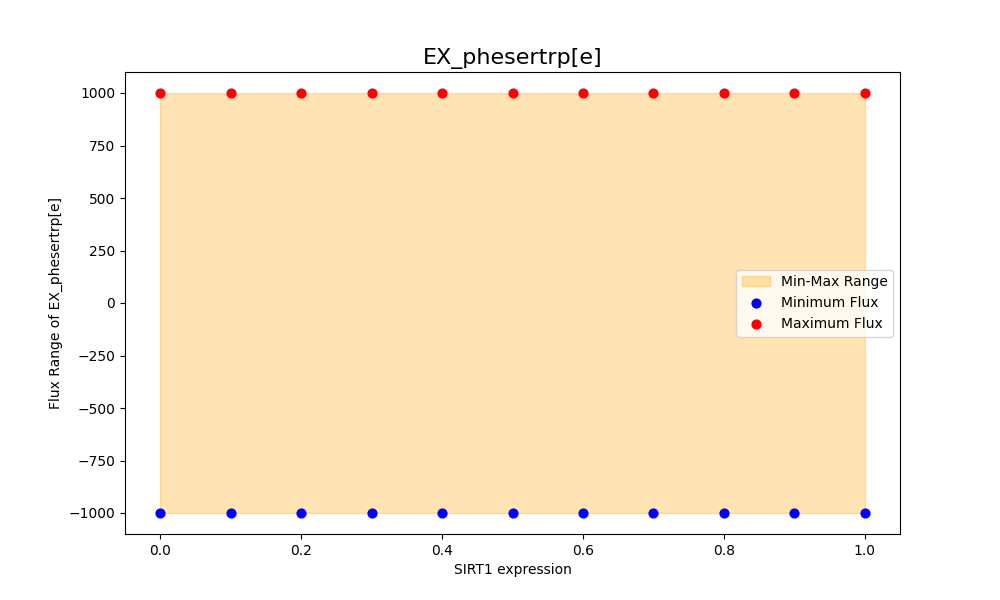 EX_phesertrp[e]
Flux Range of EX_phesertrp[e]
1000
750
500
250
0
−250
−500
−750
−1000
Min-Max Range
Minimum Flux
Maximum Flux
0.0
0.2
0.4
0.6
0.8
1.0
SIRT1 expression